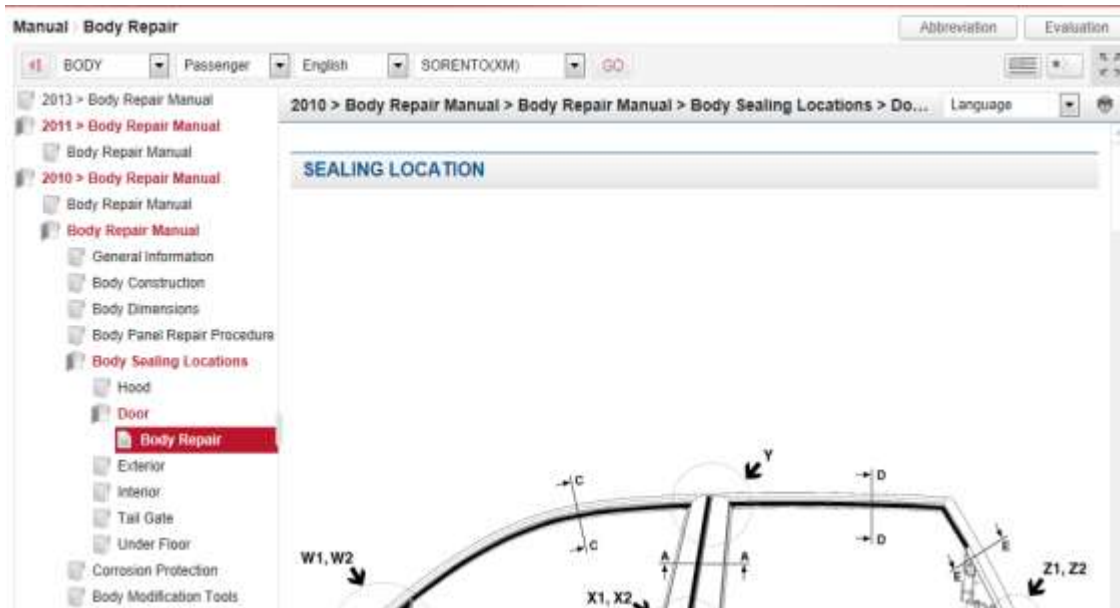 Manual Body Repair
Abbreviation
Evaluation
BODY
Passenger
English
SORENTO(XM)
GO
2013 > Body Repair Manual
2011 > Body Repair Manual
Body Repair Manual
2010 > Body Repair Manual
Body Repair Manual
Body Repair Manual
General Information
Body Construction
Body Dimensions
Body Panel Repair Procedure
Body Sealing Locations
Hood
Door
Body Repair
Exterior
Interior
Tail Gate
Under Floor
Corrosion Protection
Body Modification Tools
2010 > Body Repair Manual > Body Repair Manual > Body Sealing Locations > Do...
Language
SEALING LOCATION
Y
C
D
C
D
E
W1, W2
A
A
E
Z1, Z2
X1, X2